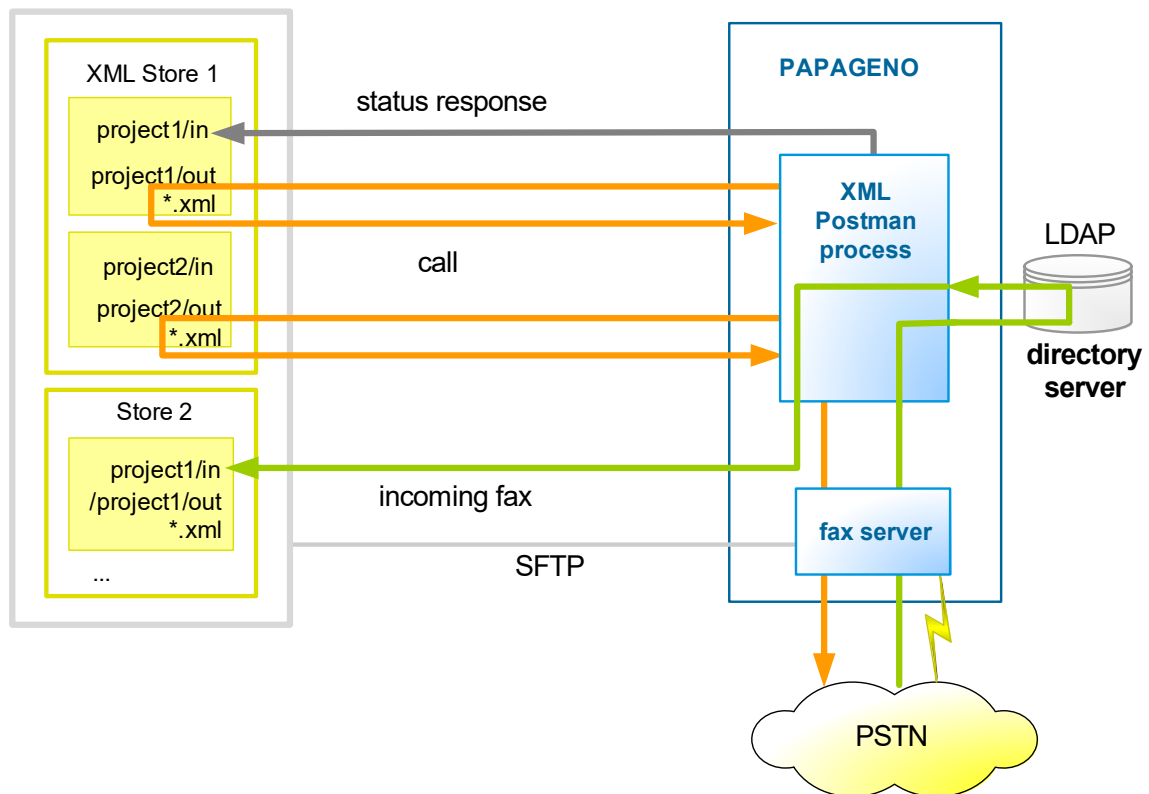 XML Store 1
project1/in
project1/out
*.xml
project2/in
project2/out
*.xml
Store 2
project1/in
/project1/out
*.xml
...
status response
call
incoming fax
SFTP
PAPAGENO
XML
Postman
process
fax server
LDAP
directory
server
PSTN